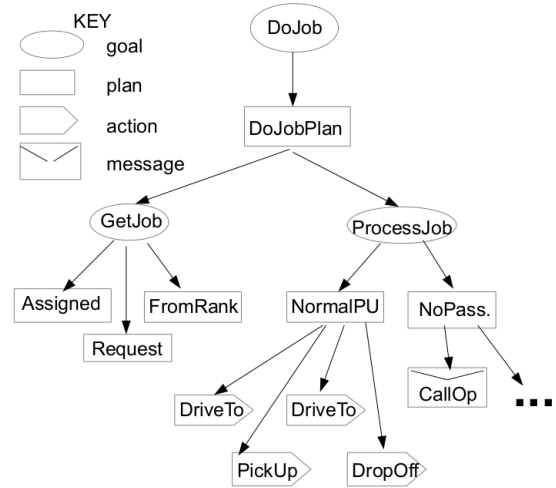 KEY
goal
plan
action
message
DoJob
DoJobPlan
GetJob
ProcessJob
Assigned
FromRank
NormalPU
NoPass.
Request
CallOp
...
DriveTo
DriveTo
PickUp
DropOff